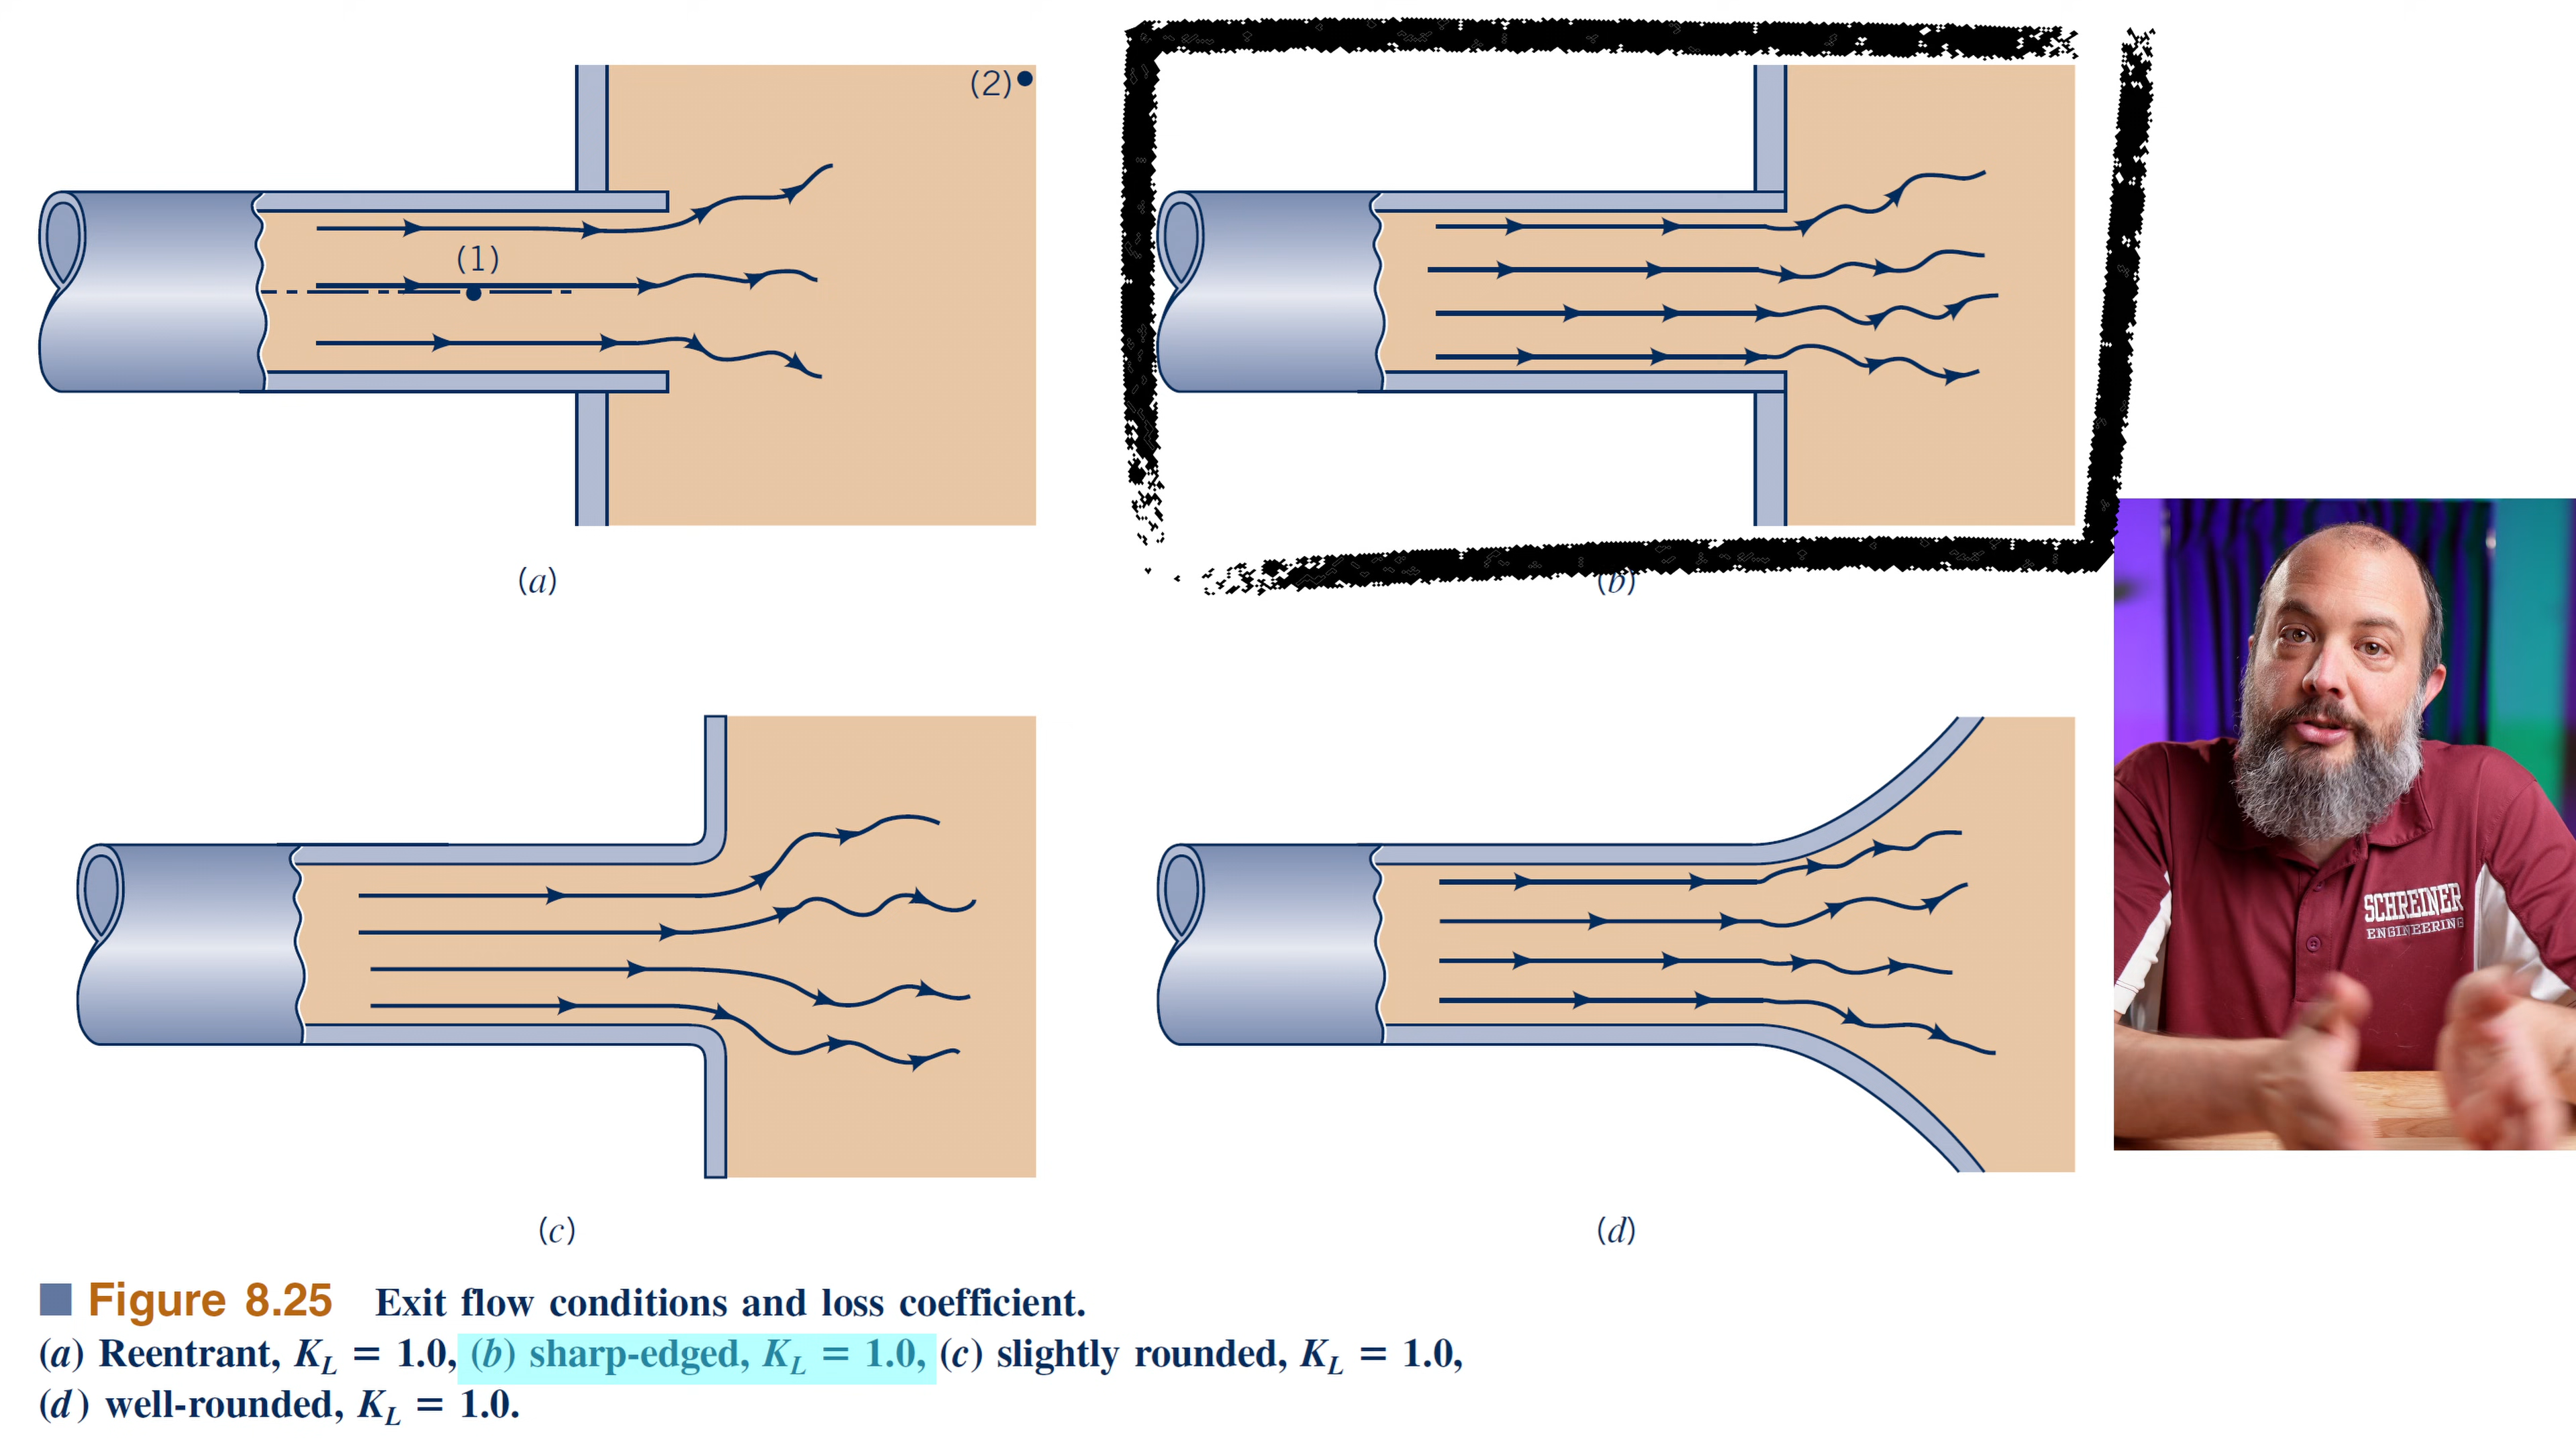 (2)
(1)
(a)
(b)
(c)
(d)
SCHREINER
ENGINEERING
Figure 8.25 Exit flow conditions and loss coefficient.
(a) Reentrant, K_L = 1.0, (b) sharp-edged, K_L = 1.0, (c) slightly rounded, K_L = 1.0,
(d) well-rounded, K_L = 1.0.